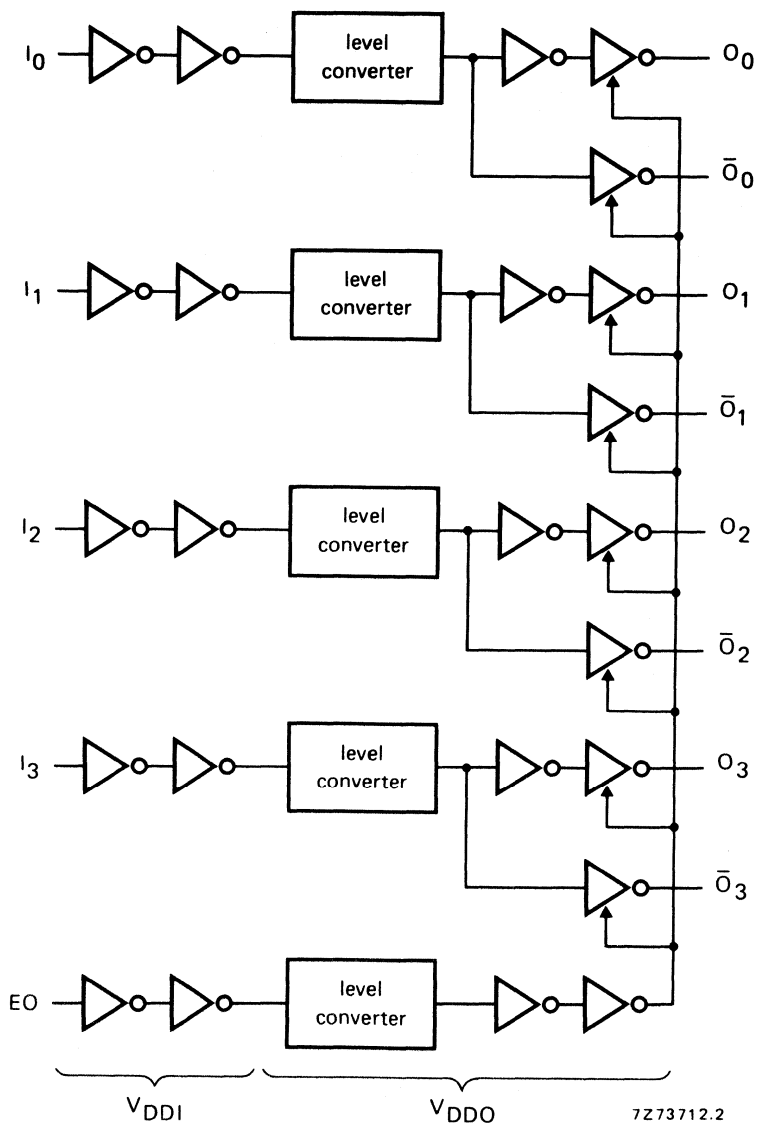 I0
level
converter
O0
Ō0
I1
level
converter
O1
Ō1
I2
level
converter
O2
Ō2
I3
level
converter
O3
Ō3
EO
level
converter
VDDI
VDDO
7Z73712.2